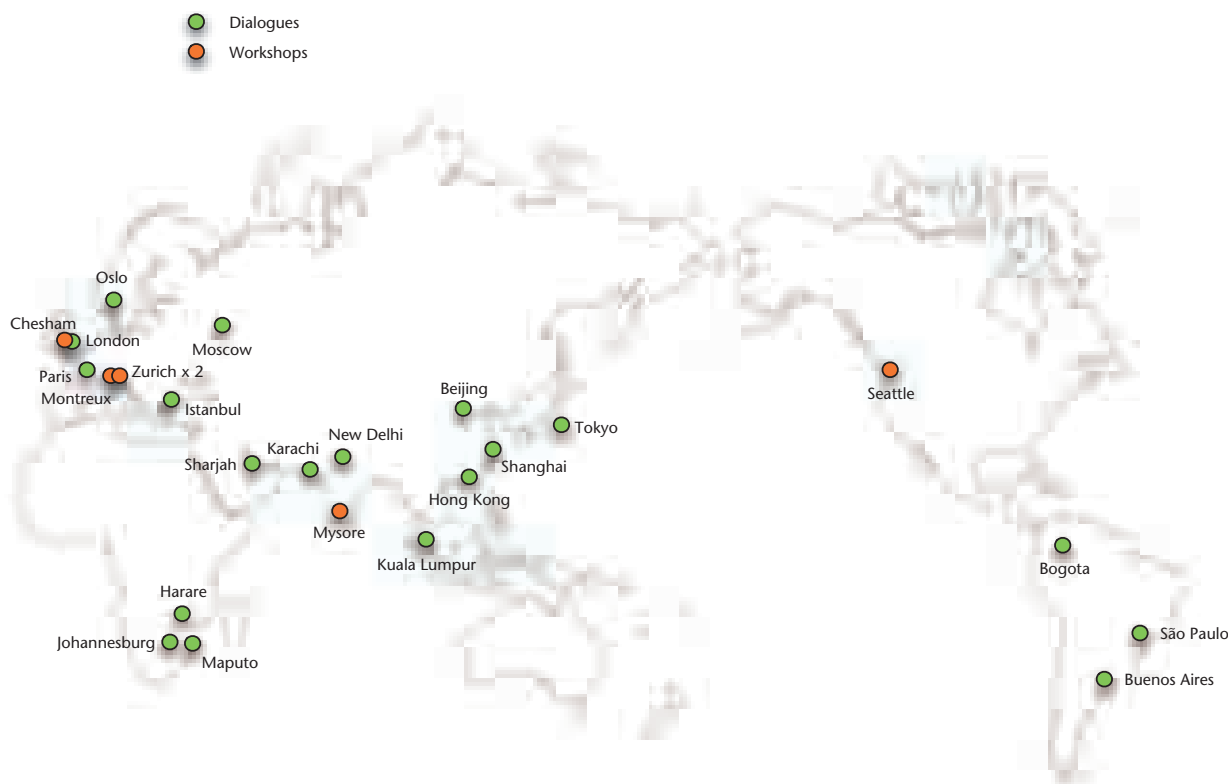 Dialogues
Workshops
Oslo
Chesham
London
Moscow
Paris
Zurich x 2
Montreux
Istanbul
Beijing
Seattle
Tokyo
New Delhi
Karachi
Sharjah
Shanghai
Hong Kong
Mysore
Kuala Lumpur
Bogota
Harare
São Paulo
Johannesburg
Maputo
Buenos Aires